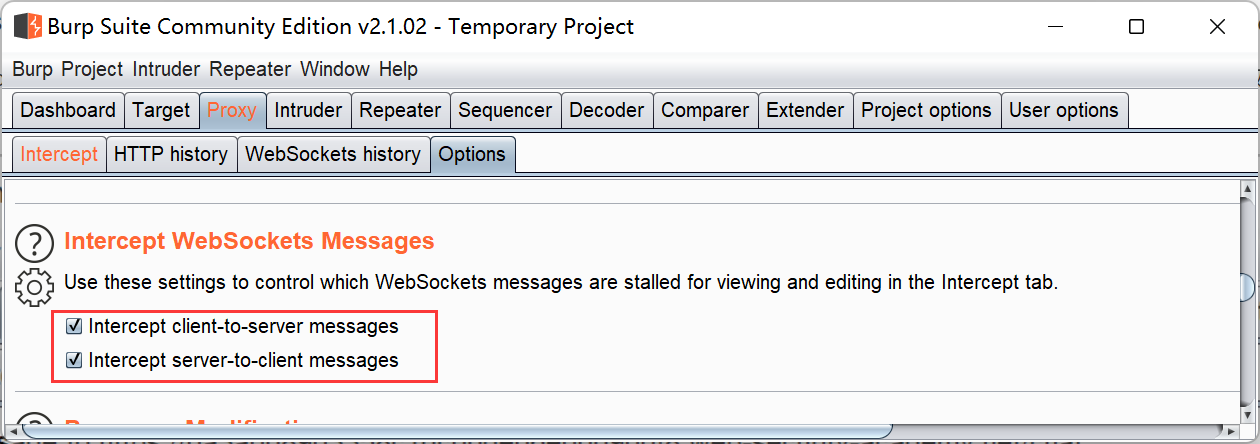 Burp Suite Community Edition v2.1.02 - Temporary Project
Burp Project Intruder Repeater Window Help
Dashboard Target Proxy Intruder Repeater Sequencer Decoder Comparer Extender Project options User options
Intercept HTTP history WebSockets history Options
Intercept WebSockets Messages
Use these settings to control which WebSockets messages are stalled for viewing and editing in the Intercept tab.
Intercept client-to-server messages
Intercept server-to-client messages